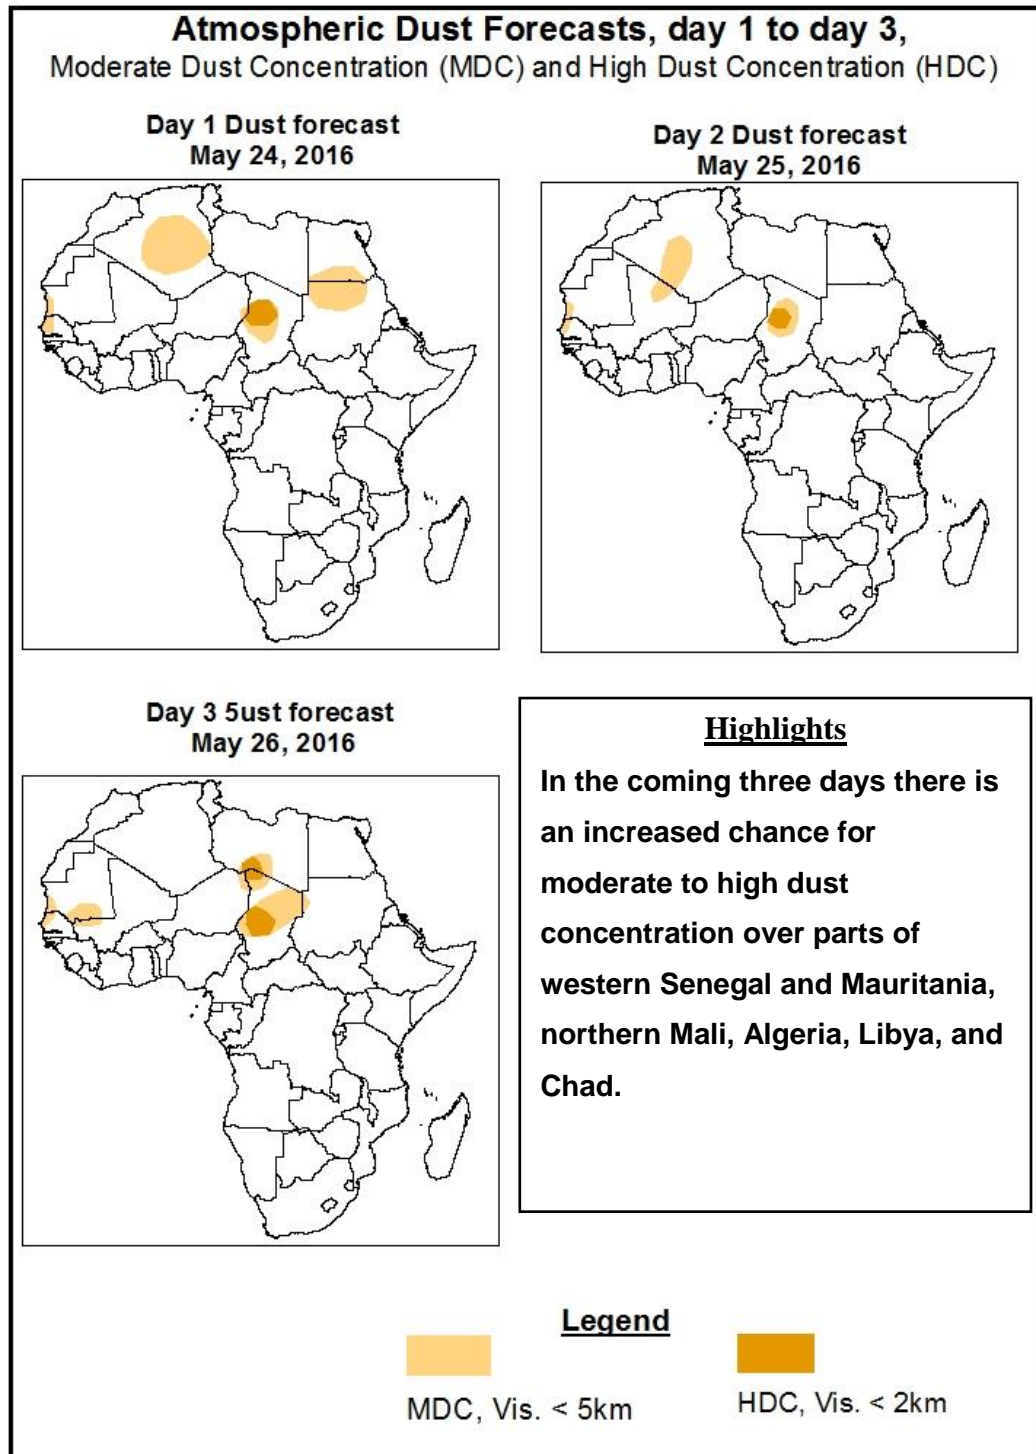 Atmospheric Dust Forecasts, day 1 to day 3,
Moderate Dust Concentration (MDC) and High Dust Concentration (HDC)
Day 1 Dust forecast
May 24, 2016
Day 2 Dust forecast
May 25, 2016
Day 3 5ust forecast
May 26, 2016
Highlights
In the coming three days there is
an increased chance for
moderate to high dust
concentration over parts of
western Senegal and Mauritania,
northern Mali, Algeria, Libya, and
Chad.
Legend
MDC, Vis. < 5km
HDC, Vis. < 2km